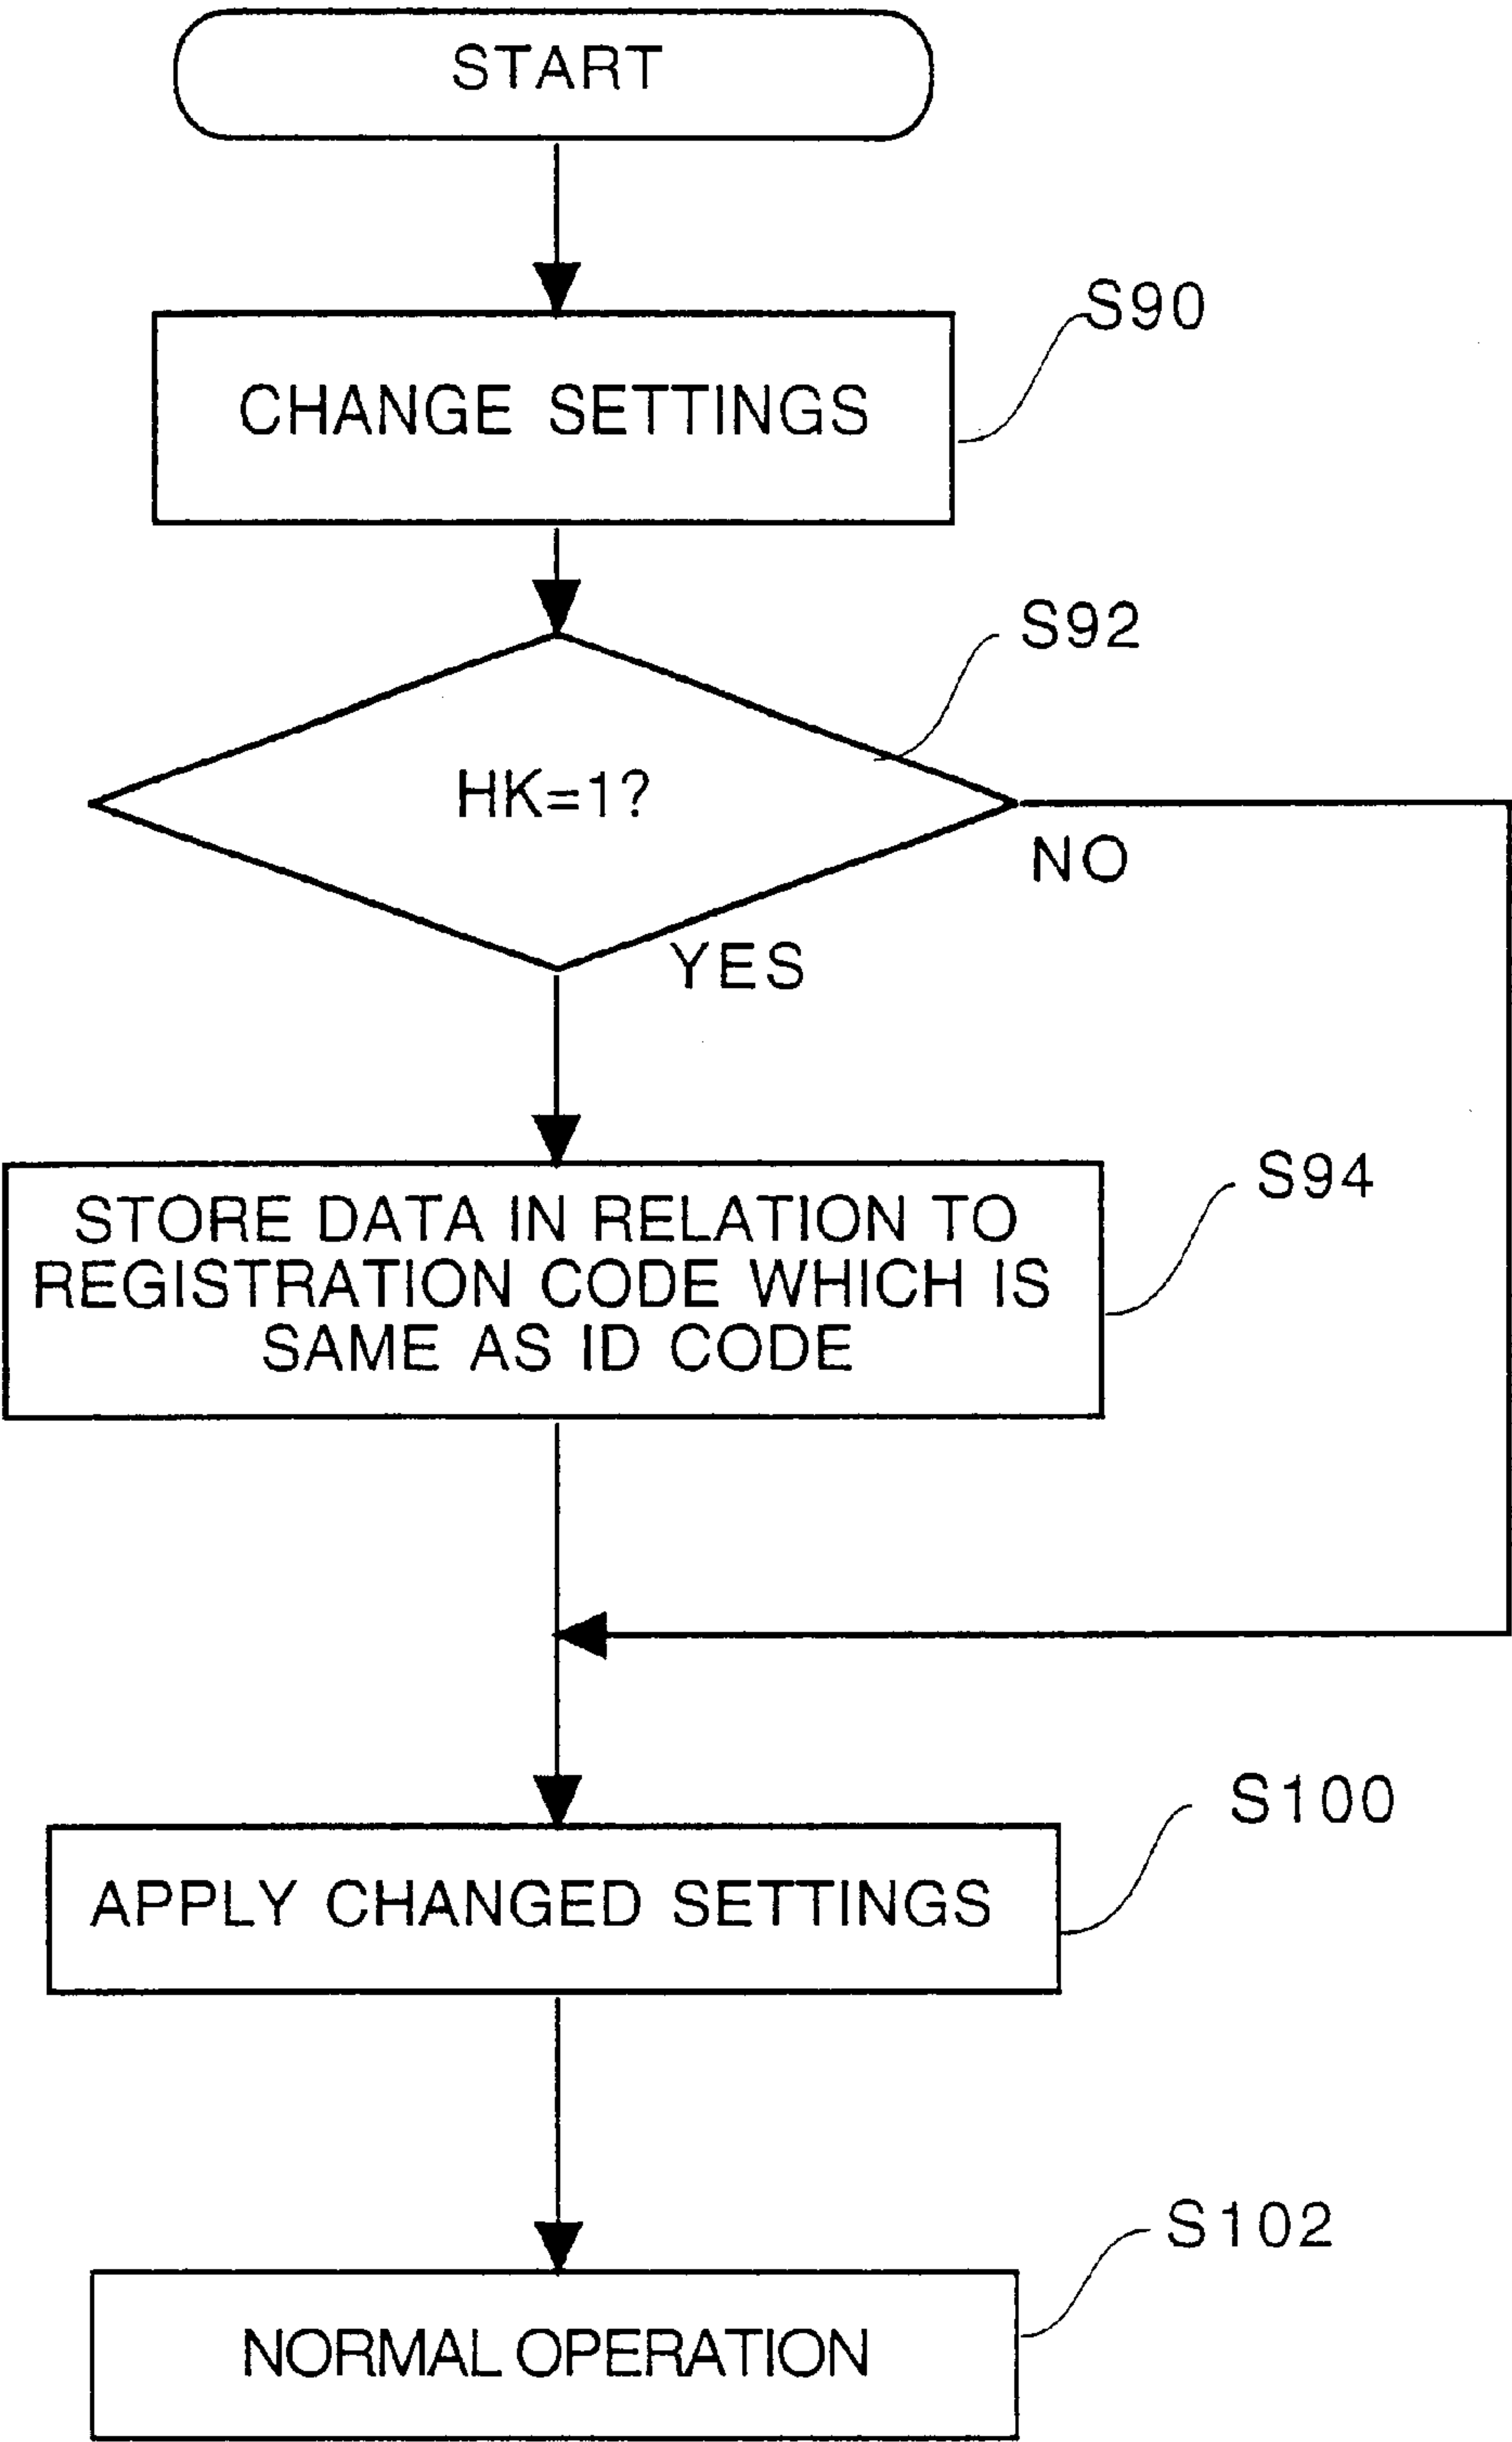 START
S90
CHANGE SETTINGS
S92
HK=1?
NO
YES
S94
STORE DATA IN RELATION TO
REGISTRATION CODE WHICH IS
SAME AS ID CODE
S100
APPLY CHANGED SETTINGS
S102
NORMAL OPERATION